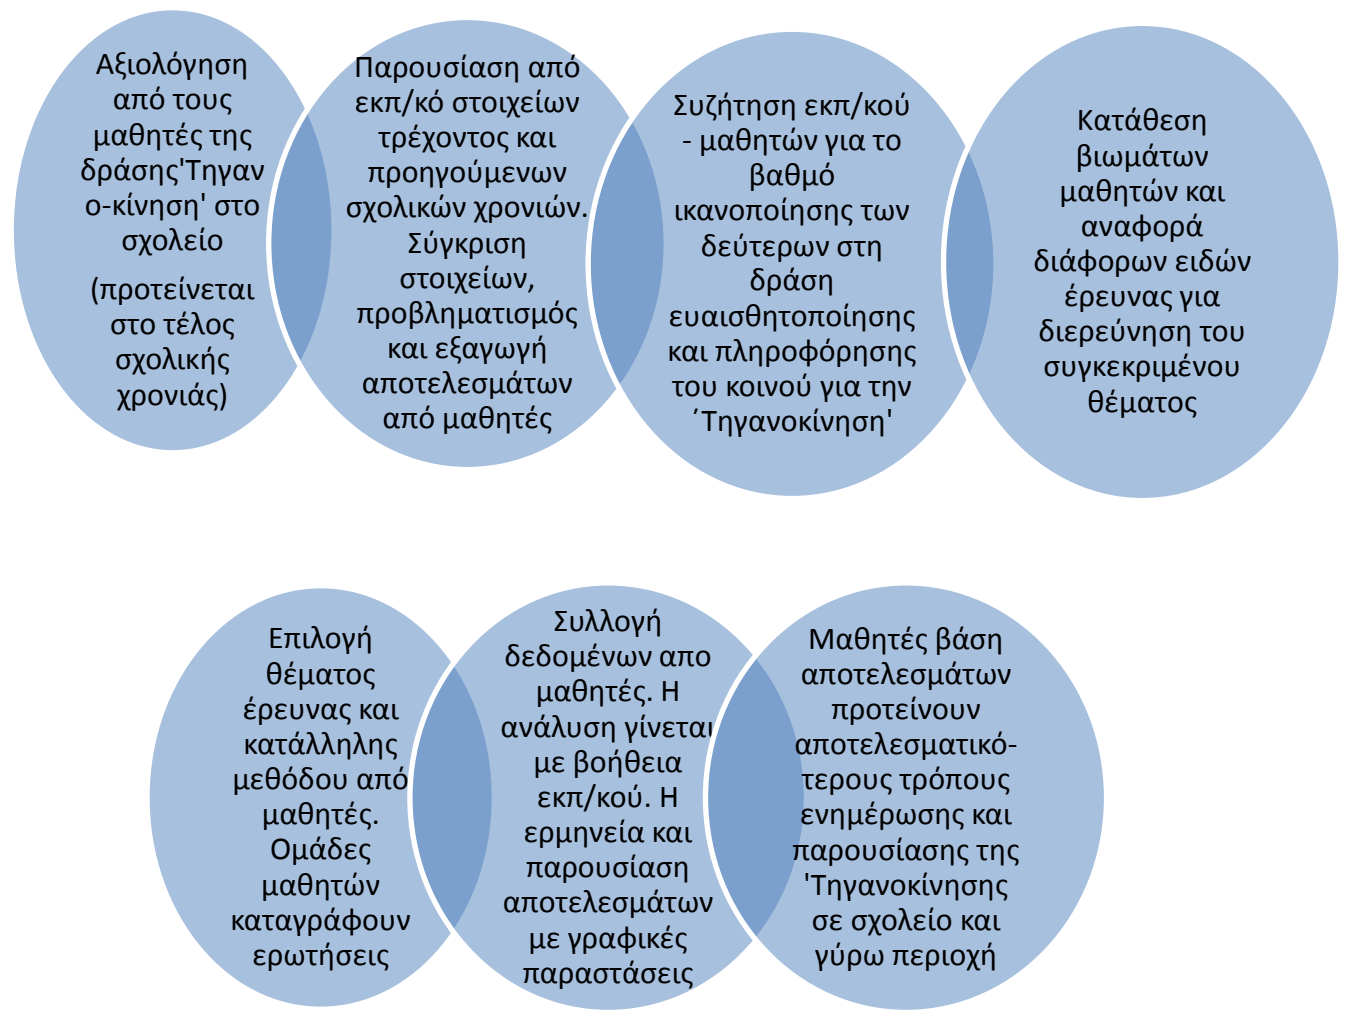 Αξιολόγηση
από τους
μαθητές της
δράσης'Τηγαν
ο-κίνηση' στο
σχολείο
(προτείνεται
στο τέλος
σχολικής
χρονιάς)
Παρουσίαση από
εκπ/κό στοιχείων
τρέχοντος και
προηγούμενων
σχολικών χρονιών.
Σύγκριση
στοιχείων,
προβληματισμός
και εξαγωγή
αποτελεσμάτων
από μαθητές
Συζήτηση εκπ/κού
- μαθητών για το
βαθμό
ικανοποίησης των
δεύτερων στη
δράση
ευαισθητοποίησης
και πληροφόρησης
του κοινού για την
΄Τηγανοκίνηση'
Κατάθεση
βιωμάτων
μαθητών και
αναφορά
διάφορων ειδών
έρευνας για
διερεύνηση του
συγκεκριμένου
θέματος
Επιλογή
θέματος
έρευνας και
κατάλληλης
μεθόδου από
μαθητές.
Ομάδες
μαθητών
καταγράφουν
ερωτήσεις
Συλλογή
δεδομένων απο
μαθητές. Η
ανάλυση γίνεται
με βοήθεια
εκπ/κού. Η
ερμηνεία και
παρουσίαση
αποτελεσμάτων
με γραφικές
παραστάσεις
Μαθητές βάση
αποτελεσμάτων
προτείνουν
αποτελεσματικό-
τερους τρόπους
ενημέρωσης και
παρουσίασης της
'Τηγανοκίνησης
σε σχολείο και
γύρω περιοχή